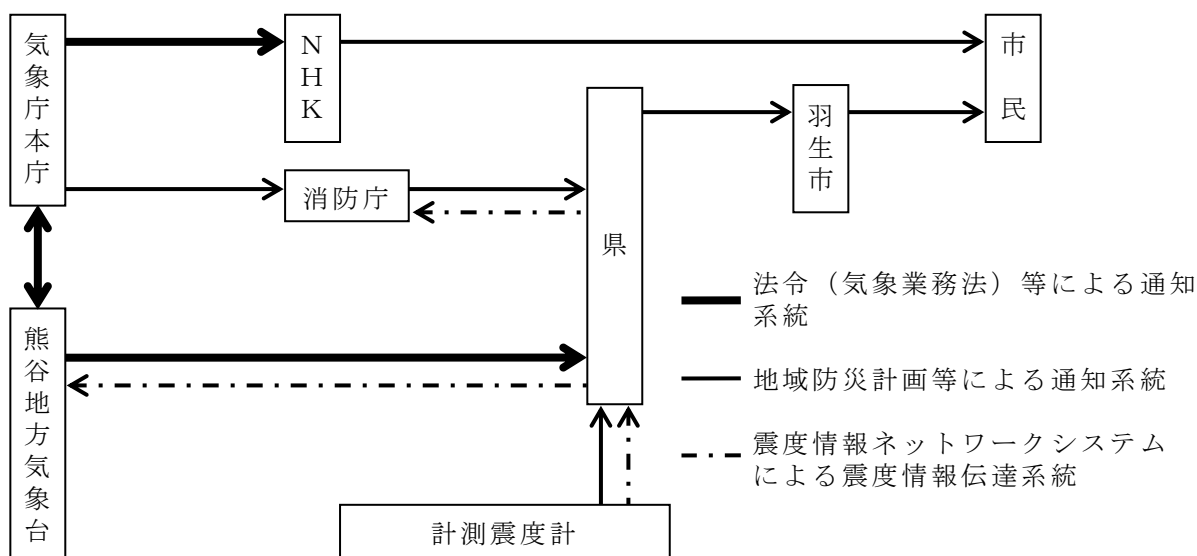 気象庁本庁
NHK
市民
羽生市
消防庁
県
法令（気象業務法）等による通知
系統
熊谷地方気象台
地域防災計画等による通知系統
震度情報ネットワークシステム
による震度情報伝達系統
計測震度計